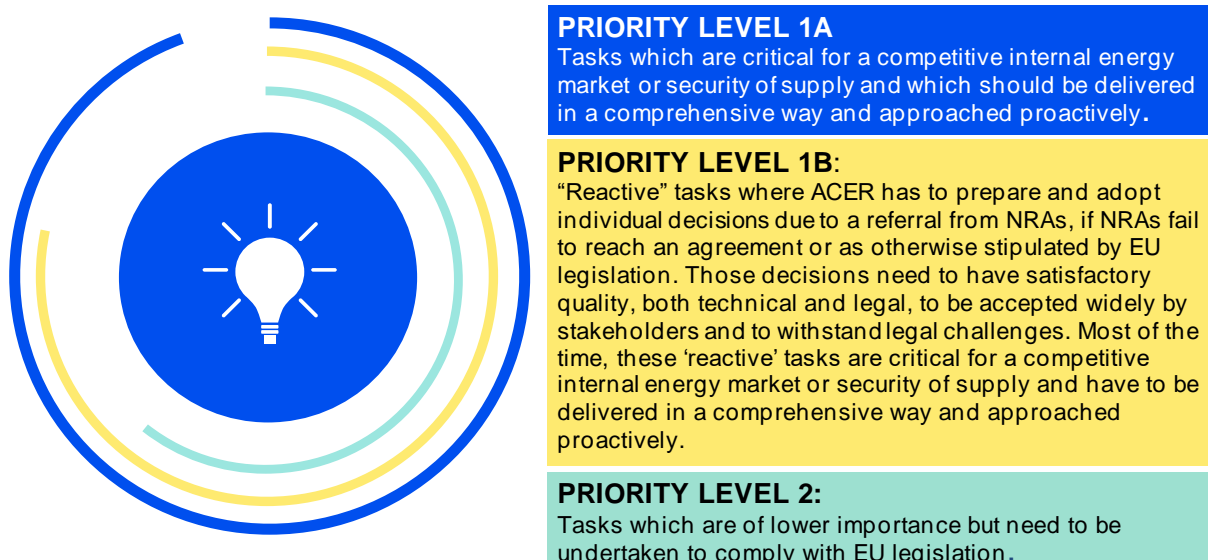 PRIORITY LEVEL 1A
Tasks which are critical for a competitive internal energy
market or security of supply and which should be delivered
in a comprehensive way and approached proactively.
PRIORITY LEVEL 1B:
“Reactive” tasks where ACER has to prepare and adopt
individual decisions due to a referral from NRAs, if NRAs fail
to reach an agreement or as otherwise stipulated by EU
legislation. Those decisions need to have satisfactory
quality, both technical and legal, to be accepted widely by
stakeholders and to withstand legal challenges. Most of the
time, these ‘reactive’ tasks are critical for a competitive
internal energy market or security of supply and have to be
delivered in a comprehensive way and approached
proactively.
PRIORITY LEVEL 2:
Tasks which are of lower importance but need to be
undertaken to comply with EU legislation.